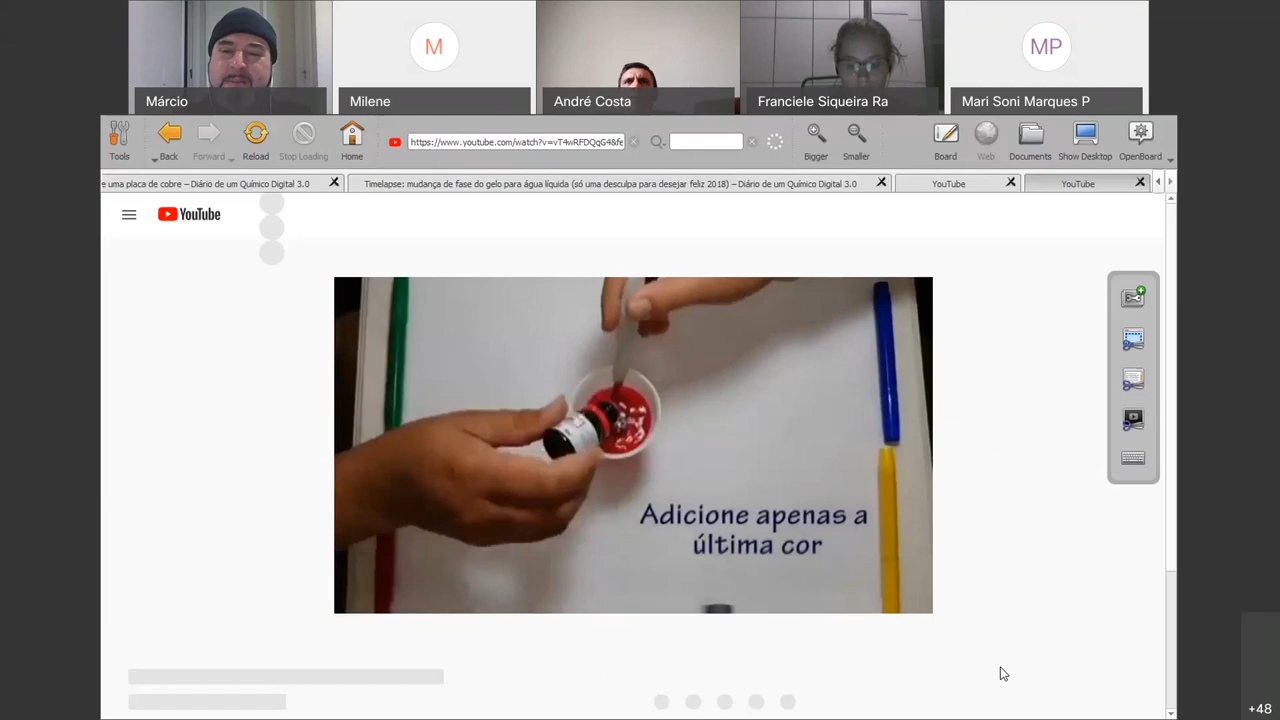 M
MP
Márcio
Milene
André Costa
Franciele Siqueira Ra
Mari Soni Marques P
Tools
Back
Forward
Reload
Stop Loading
Home
https://www.youtube.com/watch?v=vT4wRFDQqG4&fe
Bigger
Smaller
Board
Web
Documents
Show Desktop
OpenBoard
e uma placa de cobre – Diário de um Químico Digital 3.0
Timelapse: mudança de fase do gelo para água líquida (só uma desculpa para desejar feliz 2018) – Diário de um Químico Digital 3.0
YouTube
YouTube
YouTube
Adicione apenas a
última cor
+48